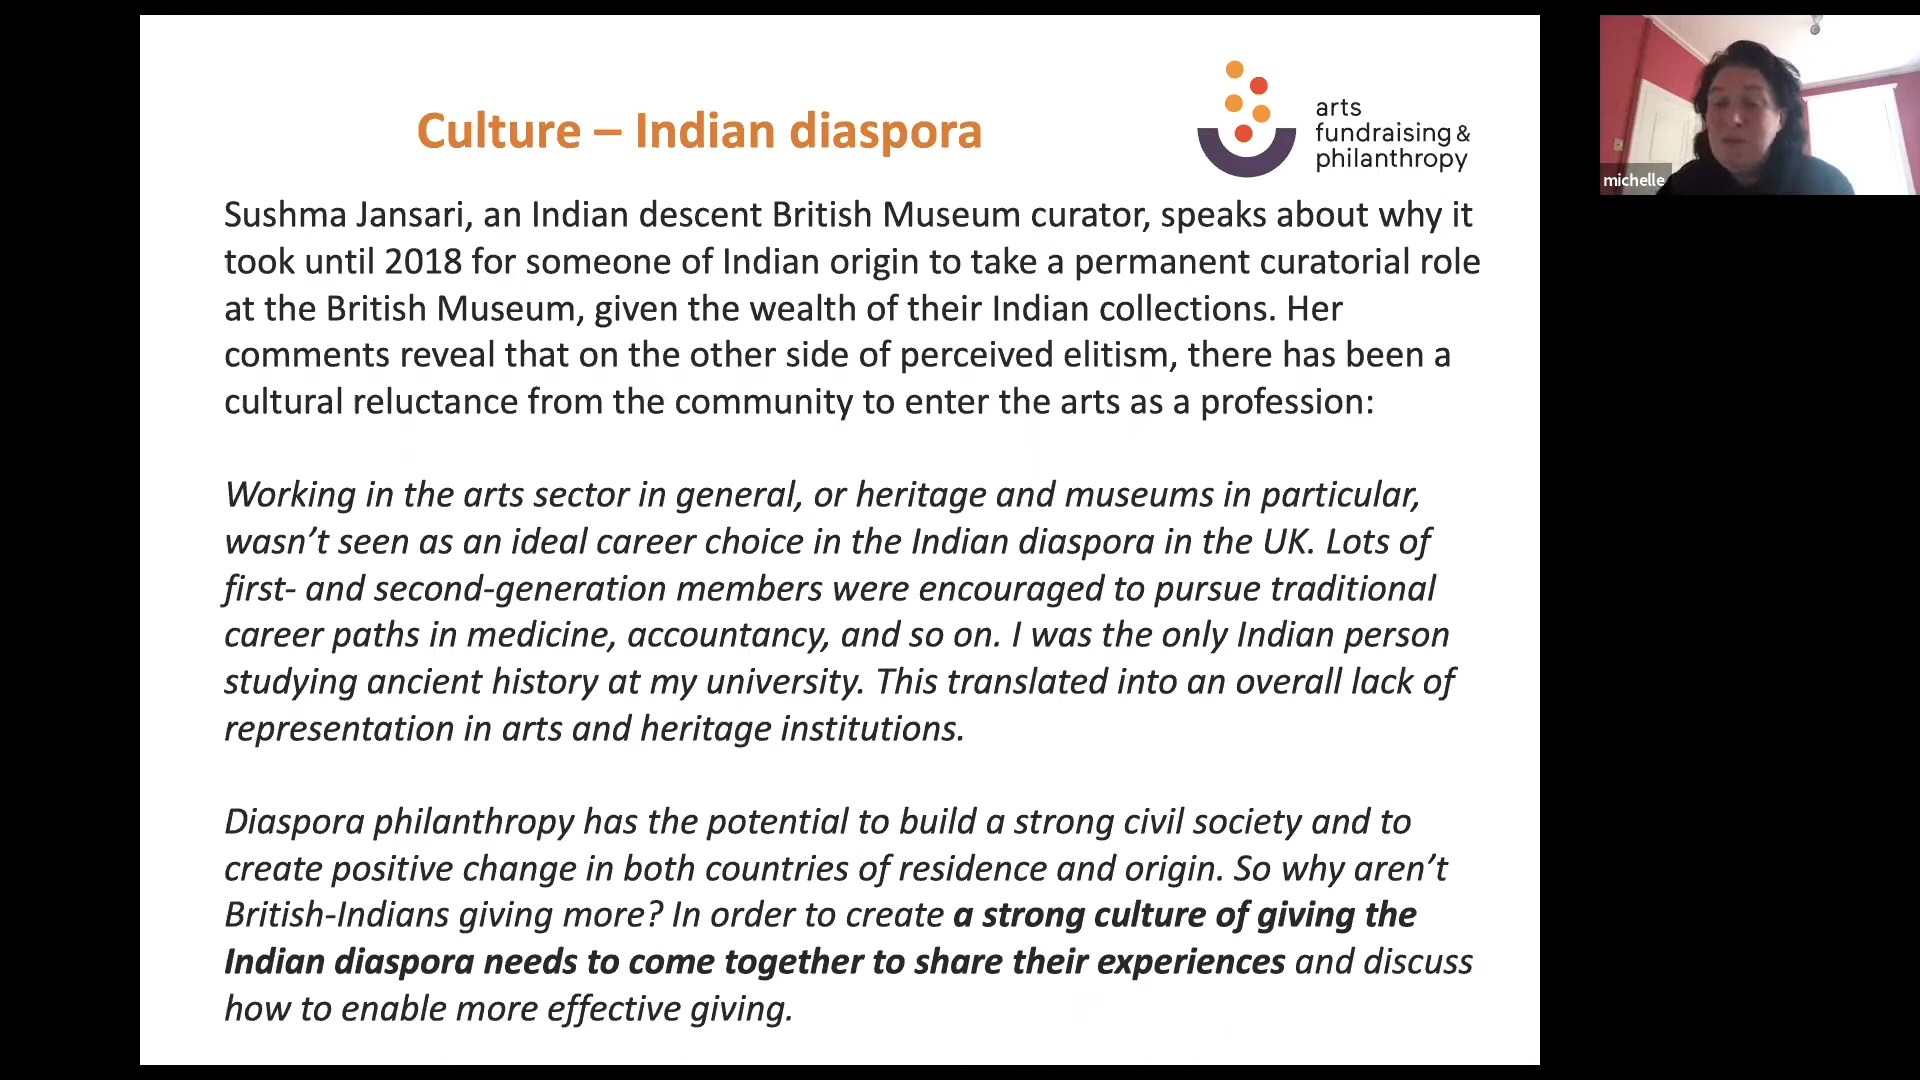 Culture – Indian diaspora
arts
fundraising &
philanthropy
michelle
Sushma Jansari, an Indian descent British Museum curator, speaks about why it
took until 2018 for someone of Indian origin to take a permanent curatorial role
at the British Museum, given the wealth of their Indian collections. Her
comments reveal that on the other side of perceived elitism, there has been a
cultural reluctance from the community to enter the arts as a profession:
Working in the arts sector in general, or heritage and museums in particular,
wasn’t seen as an ideal career choice in the Indian diaspora in the UK. Lots of
first- and second-generation members were encouraged to pursue traditional
career paths in medicine, accountancy, and so on. I was the only Indian person
studying ancient history at my university. This translated into an overall lack of
representation in arts and heritage institutions.
Diaspora philanthropy has the potential to build a strong civil society and to
create positive change in both countries of residence and origin. So why aren’t
British-Indians giving more? In order to create a strong culture of giving the
Indian diaspora needs to come together to share their experiences and discuss
how to enable more effective giving.